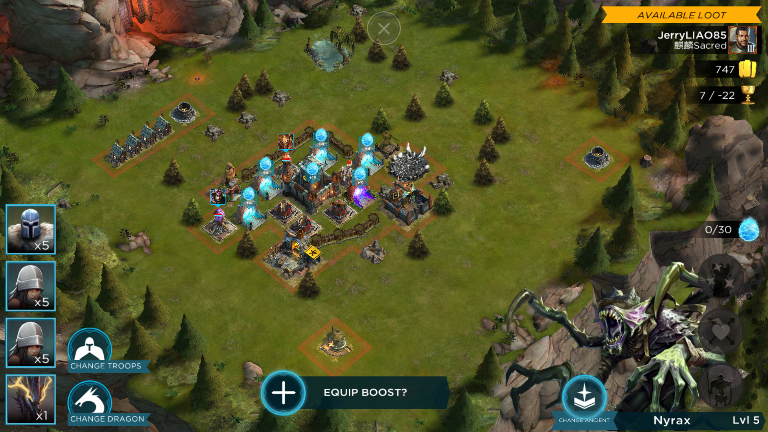 AVAILABLE LOOT
JerryLIAO85
麒麟Sacred
747
7 / -22
0/30
x5
x5
x5
CHANGE TROOPS
x1
CHANGE DRAGON
EQUIP BOOST?
CHANGE ANCIENT
Nyrax Lvl 5